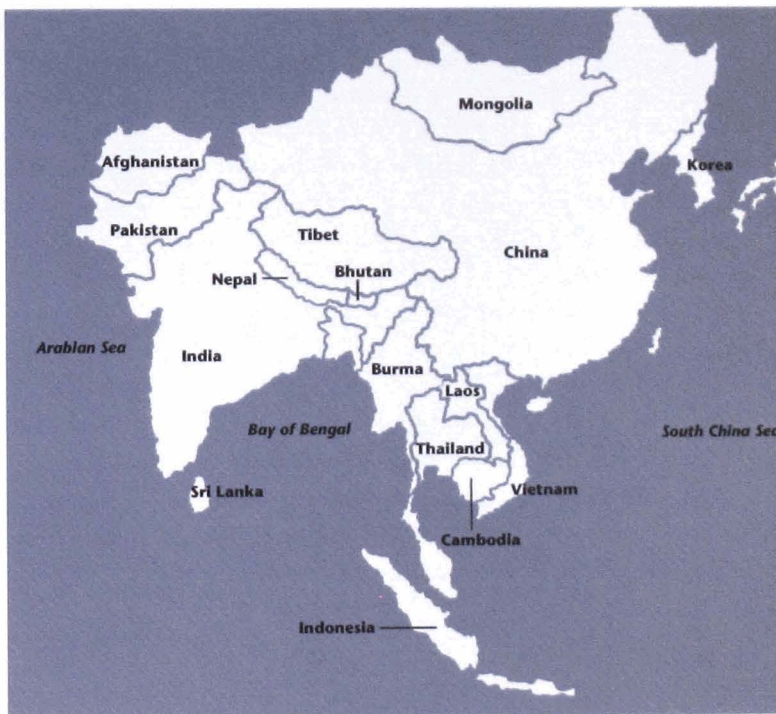 Mongolia
Afghanistan
Korea
Pakistan
Tibet
China
Bhutan
Nepal
Arabian Sea
India
Burma
Laos
Bay of Bengal
South China Sea
Thailand
Sri Lanka
Vietnam
Cambodia
Indonesia